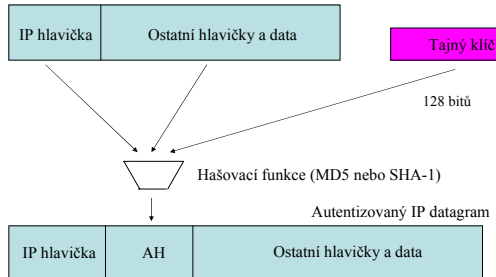 IP hlavička
Ostatní hlavičky a data
Tajný klíč
128 bitů
Hašovací funkce (MD5 nebo SHA-1)
Autentizovaný IP datagram
IP hlavička
AH
Ostatní hlavičky a data